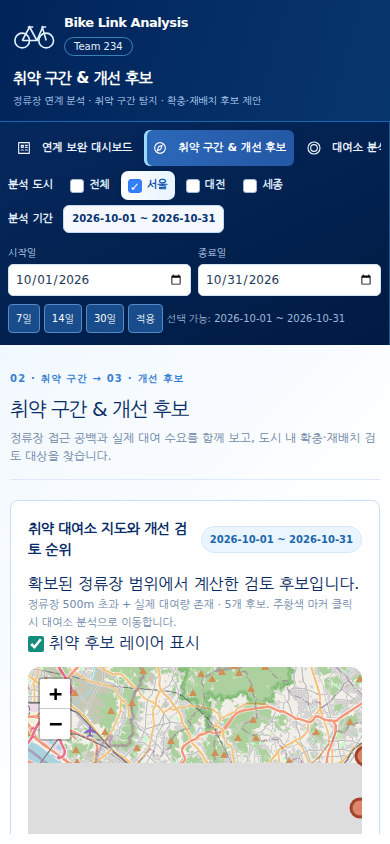 Bike Link Analysis
Team 234
취약 구간 & 개선 후보
정류장 연계 분석 · 취약 구간 탐지 · 확충·재배치 후보 제안
연계 보완 대시보드
취약 구간 & 개선 후보
대여소 분석
분석 도시
전체
서울
대전
세종
분석 기간
2026-10-01 ~ 2026-10-31
시작일
종료일
10/01/2026
10/31/2026
7일
14일
30일
적용
선택 가능: 2026-10-01 ~ 2026-10-31
02 · 취약 구간 → 03 · 개선 후보
취약 구간 & 개선 후보
정류장 접근 공백과 실제 대여 수요를 함께 보고, 도시 내 확충·재배치 검
토 대상을 찾습니다.
취약 대여소 지도와 개선 검
토 순위
2026-10-01 ~ 2026-10-31
확보된 정류장 범위에서 계산한 검토 후보입니다.
정류장 500m 초과 + 실제 대여량 존재 · 5개 후보. 주황색 마커 클릭
시 대여소 분석으로 이동합니다.
취약 후보 레이어 표시
+
−